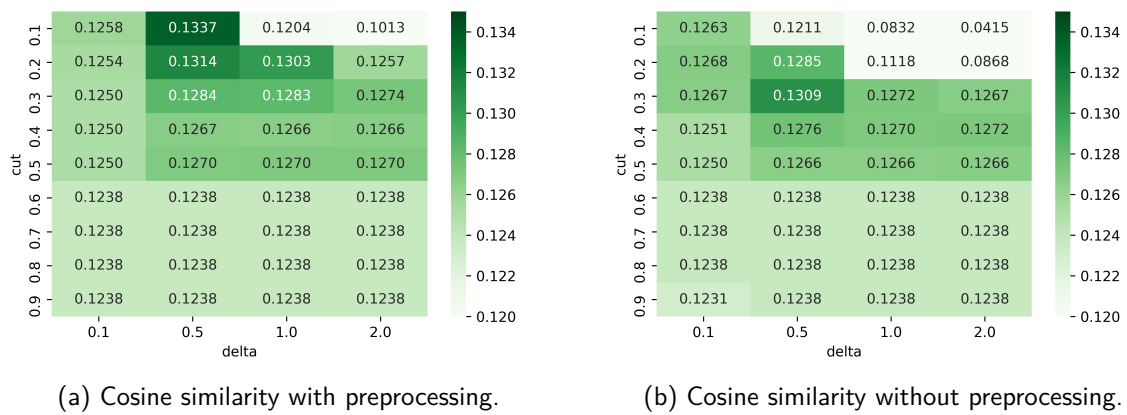 0.1 0.1258 0.1337 0.1204 0.1013
0.2 0.1254 0.1314 0.1303 0.1257
0.3 0.1250 0.1284 0.1283 0.1274
0.4 0.1250 0.1267 0.1266 0.1266
0.5 0.1250 0.1270 0.1270 0.1270
0.6 0.1238 0.1238 0.1238 0.1238
0.7 0.1238 0.1238 0.1238 0.1238
0.8 0.1238 0.1238 0.1238 0.1238
0.9 0.1238 0.1238 0.1238 0.1238
cut
0.1 0.5 1.0 2.0
delta
0.134
0.132
0.130
0.128
0.126
0.124
0.122
0.120
(a) Cosine similarity with preprocessing.
0.1 0.1263 0.1211 0.0832 0.0415
0.2 0.1268 0.1285 0.1118 0.0868
0.3 0.1267 0.1309 0.1272 0.1267
0.4 0.1251 0.1276 0.1270 0.1272
0.5 0.1250 0.1266 0.1266 0.1266
0.6 0.1238 0.1238 0.1238 0.1238
0.7 0.1238 0.1238 0.1238 0.1238
0.8 0.1238 0.1238 0.1238 0.1238
0.9 0.1231 0.1238 0.1238 0.1238
cut
0.1 0.5 1.0 2.0
delta
0.134
0.132
0.130
0.128
0.126
0.124
0.122
0.120
(b) Cosine similarity without preprocessing.